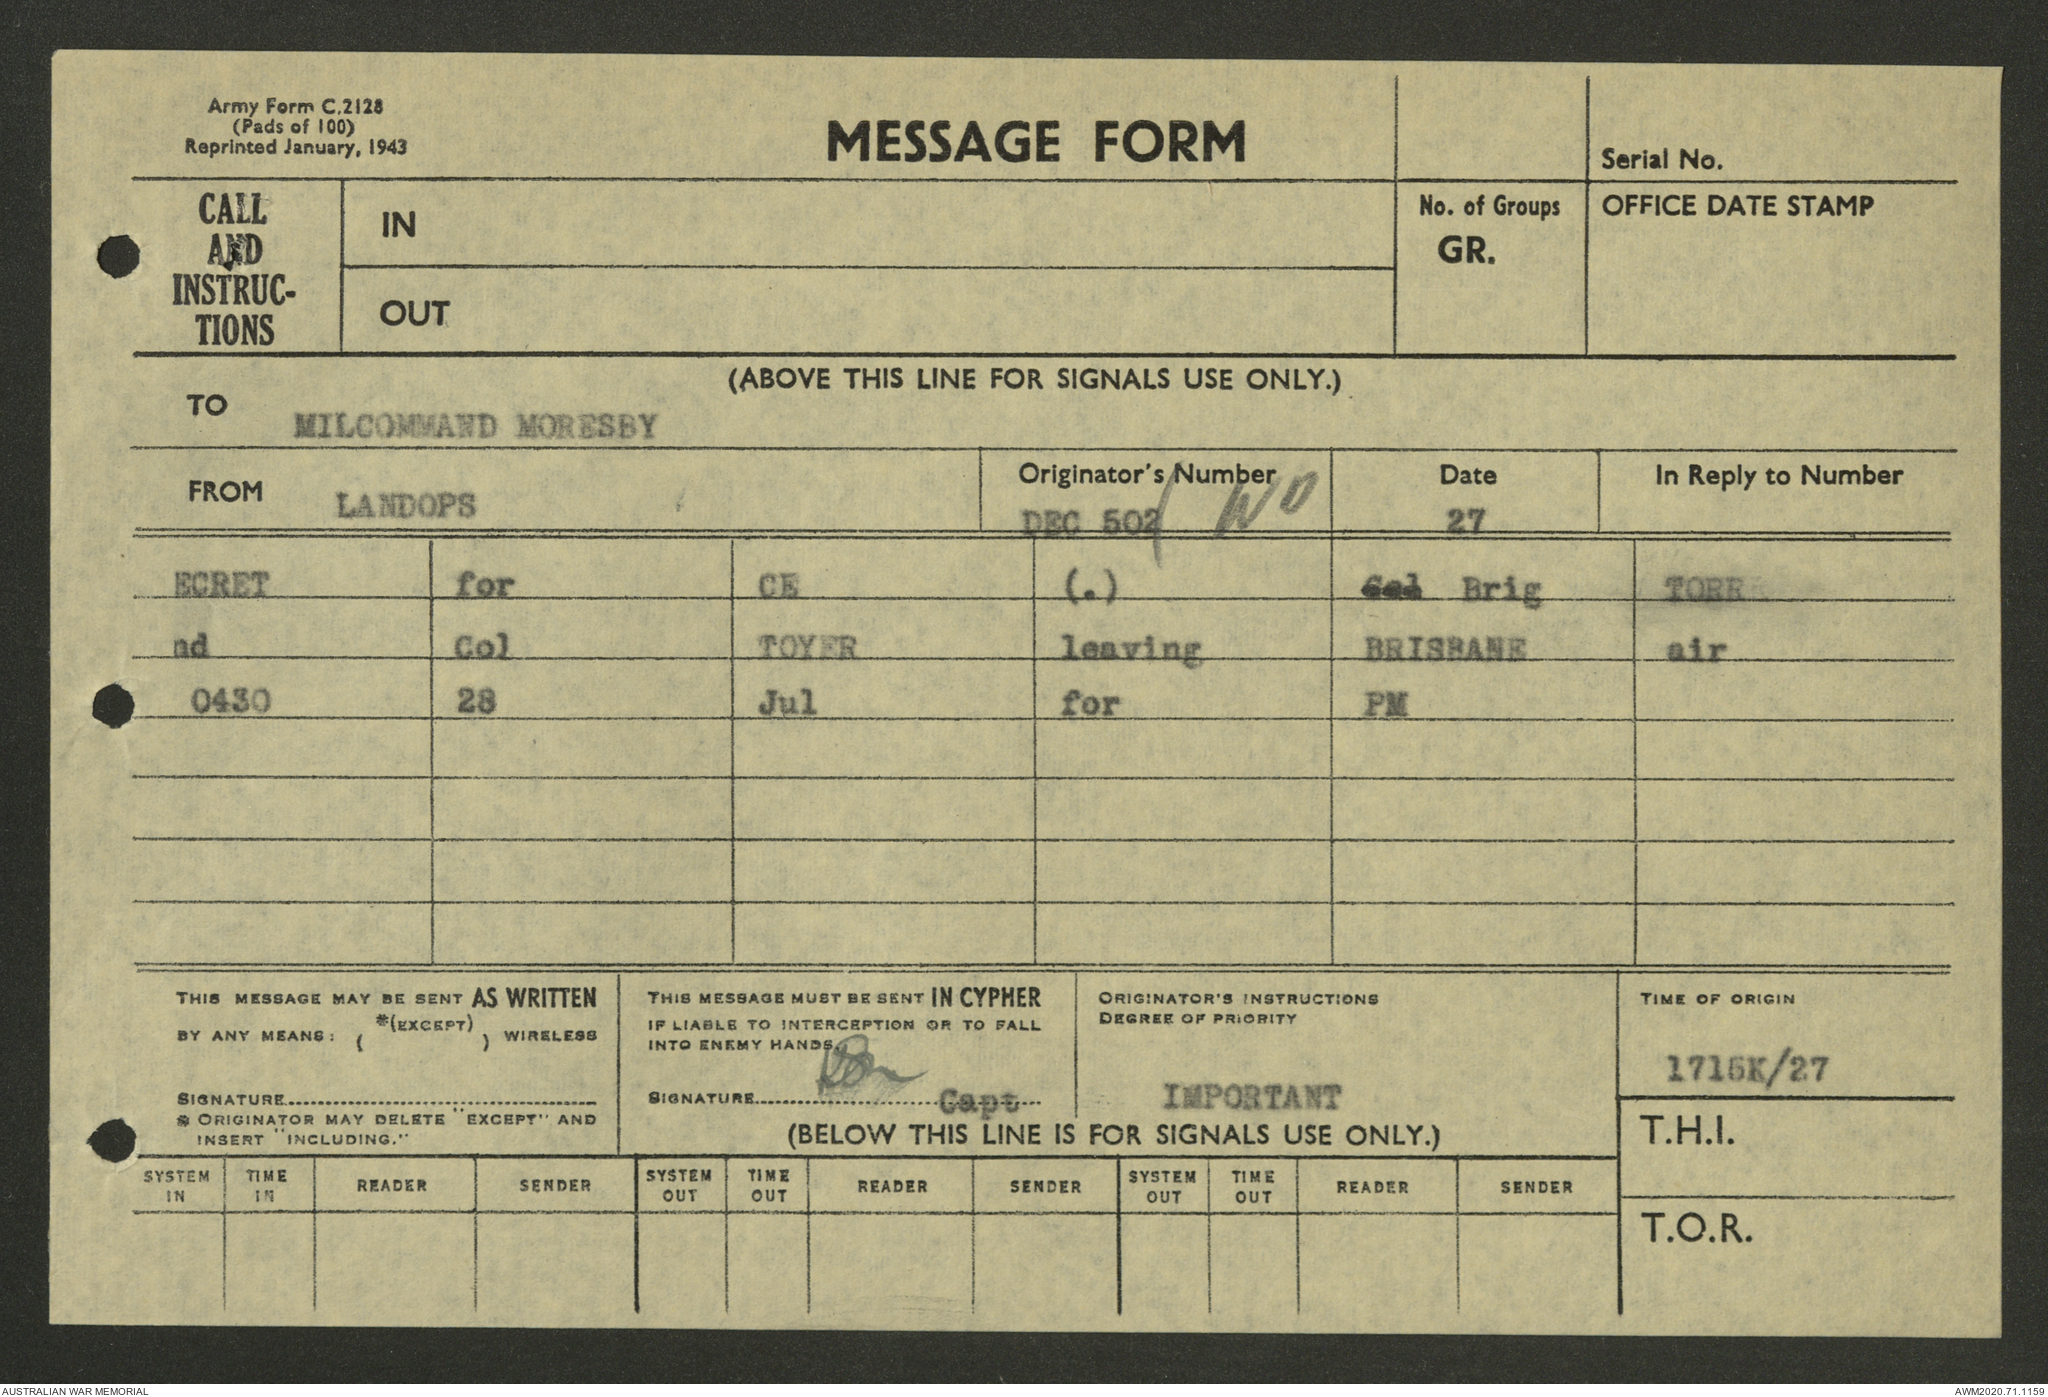 Army Form C.2128
(Pads of 100)
Reprinted January, 1943
MESSAGE FORM
Serial No.
CALL
AND
INSTRUC-
TIONS
IN
OUT
No. of Groups
GR.
OFFICE DATE STAMP
(ABOVE THIS LINE FOR SIGNALS USE ONLY.)
TO MILCOMMAND MORESBY
FROM LANDOPS
Originator's Number
DEC 502 / WO
Date
27
In Reply to Number
ECRET for CE (.) Col Brig TORR
nd Col TOYER leaving BRISBANE air
0430 28 Jul for PM
THIS MESSAGE MAY BE SENT AS WRITTEN
BY ANY MEANS: ( *(EXCEPT) ) WIRELESS
SIGNATURE
* ORIGINATOR MAY DELETE "EXCEPT" AND
INSERT "INCLUDING."
THIS MESSAGE MUST BE SENT IN CYPHER
IF LIABLE TO INTERCEPTION OR TO FALL
INTO ENEMY HANDS.
SIGNATURE Capt
ORIGINATOR'S INSTRUCTIONS
DEGREE OF PRIORITY
IMPORTANT
TIME OF ORIGIN
1715K/27
(BELOW THIS LINE IS FOR SIGNALS USE ONLY.)
T.H.I.
T.O.R.
SYSTEM IN TIME IN READER SENDER SYSTEM OUT TIME OUT READER SENDER SYSTEM OUT TIME OUT READER SENDER
AUSTRALIAN WAR MEMORIAL
AWM2020.71.1159